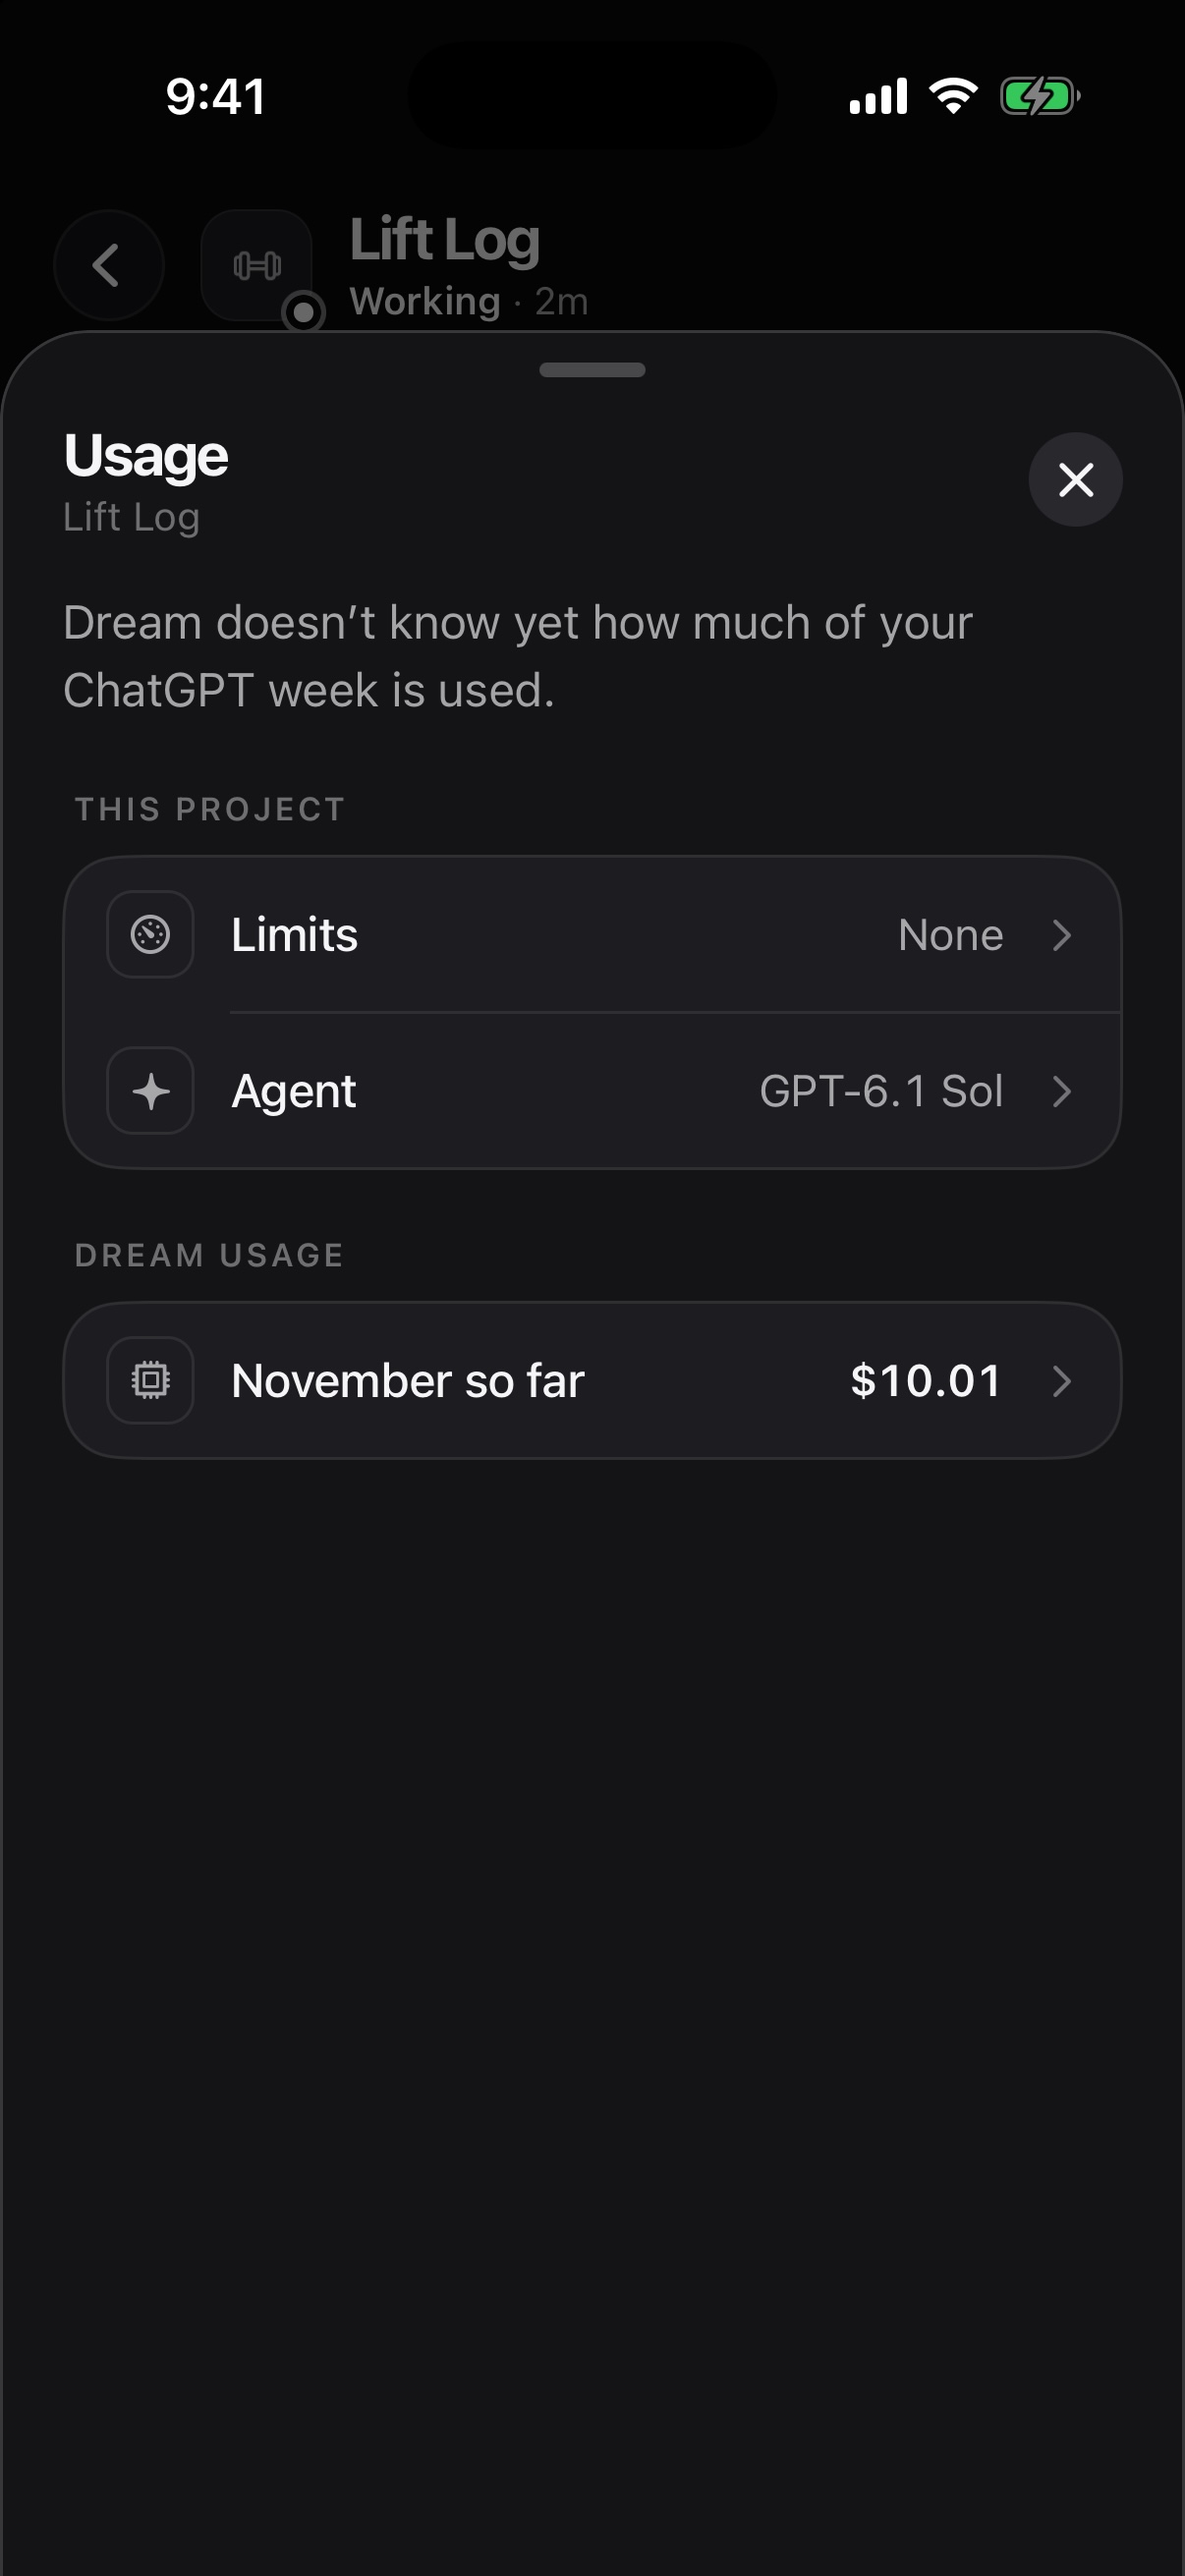 9:41
Lift Log
Working · 2m
Usage
Lift Log
Dream doesn’t know yet how much of your
ChatGPT week is used.
THIS PROJECT
Limits None
Agent GPT-6.1 Sol
DREAM USAGE
November so far $10.01